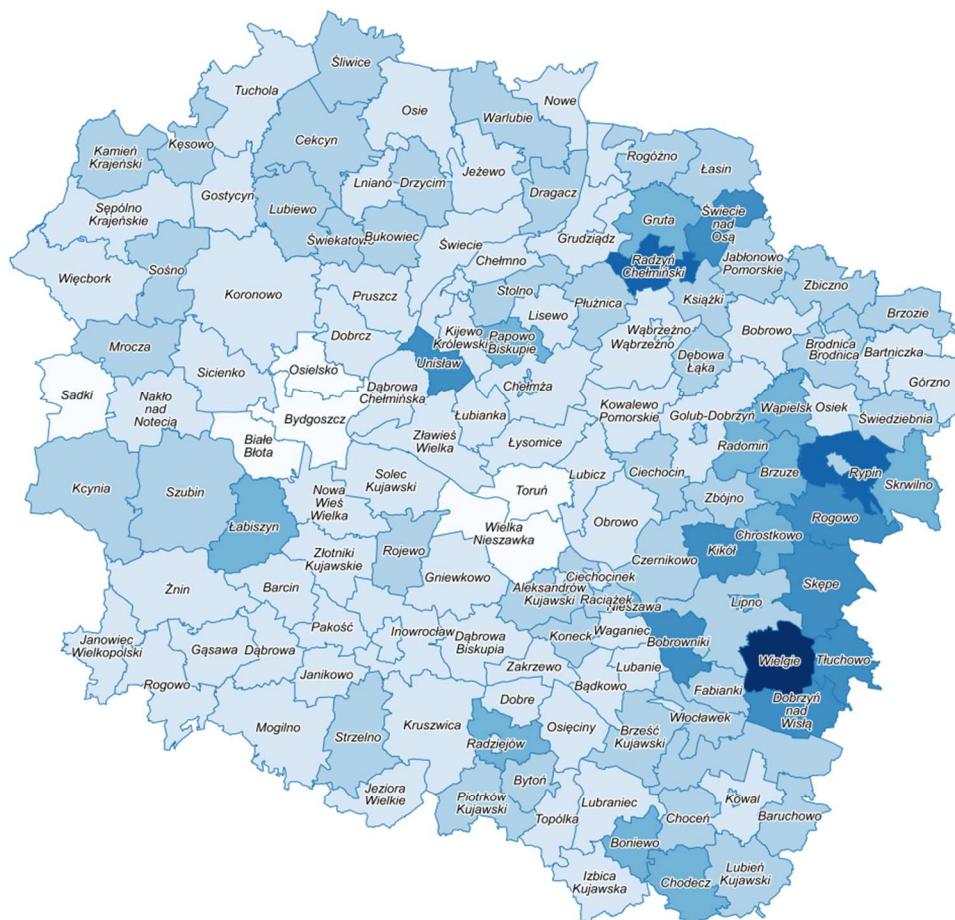 Śliwice
Tuchola
Nowe
Osie
Warlubie
Cekcyn
Kęsowo
Kamień
Krajeński
Rogóźno
Łasin
Jeżewo
Lniano
Drzycim
Dragacz
Gostycyn
Sępólno
Krajeńskie
Lubiewo
Gruta
Świecie
nad
Osą
Świekatowo
Bukowiec
Świecie
Grudziądz
Chełmno
Radzyń
Chełmiński
Jabłonowo
Pomorskie
Więcbork
Sośno
Koronowo
Zbiczno
Stolno
Pruszcz
Płużnica
Książki
Brzozie
Lisewo
Kijewo
Królewskie
Papowo
Biskupie
Wąbrzeźno
Wąbrzeźno
Bobrowo
Dobrcz
Mrocza
Unisław
Brodnica
Brodnica
Bartniczka
Dębowa
Łąka
Sicienko
Osielsko
Górzno
Sadki
Dąbrowa
Chełmińska
Chełmża
Nakło
nad
Notecią
Kowalewo
Pomorskie
Golub-Dobrzyń
Wąpielsk
Osiek
Świedziebnia
Bydgoszcz
Łubianka
Zławieś
Wielka
Łysomice
Radomin
Białe
Błota
Lubicz
Ciechocin
Brzuze
Rypin
Skrwilno
Solec
Kujawski
Toruń
Kcynia
Szubin
Nowa
Wieś
Wielka
Zbójno
Łabiszyn
Wielka
Nieszawka
Obrowo
Rogowo
Chrostkowo
Złotniki
Kujawskie
Rojewo
Kikół
Czernikowo
Gniewkowo
Ciechocinek
Skępe
Żnin
Barcin
Aleksandrów
Kujawski
Raciążek
Nieszawa
Lipno
Janowiec
Wielkopolski
Gąsawa
Dąbrowa
Pakość
Inowrocław
Dąbrowa
Biskupia
Koneck
Waganiec
Bobrowniki
Wielgie
Tłuchowo
Zakrzewo
Lubanie
Rogowo
Janikowo
Bądkowo
Fabianki
Dobrzyń
nad
Wisłą
Dobre
Mogilno
Kruszwica
Osięciny
Włocławek
Strzelno
Radziejów
Brześć
Kujawski
Jeziora
Wielkie
Piotrków
Kujawski
Bytoń
Kowal
Lubraniec
Topólka
Choceń
Baruchowo
Boniewo
Izbica
Kujawska
Chodecz
Lubień
Kujawski